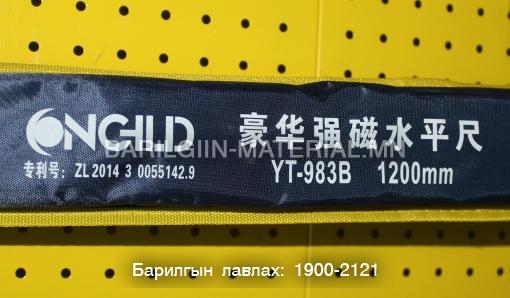 ONGILD 豪华强磁水平尺
BARILGIIN-MATERIAL.MN
专利号: ZL 2014 3 0055142.9 YT-983B 1200mm
Барилгын лавлах: 1900-2121